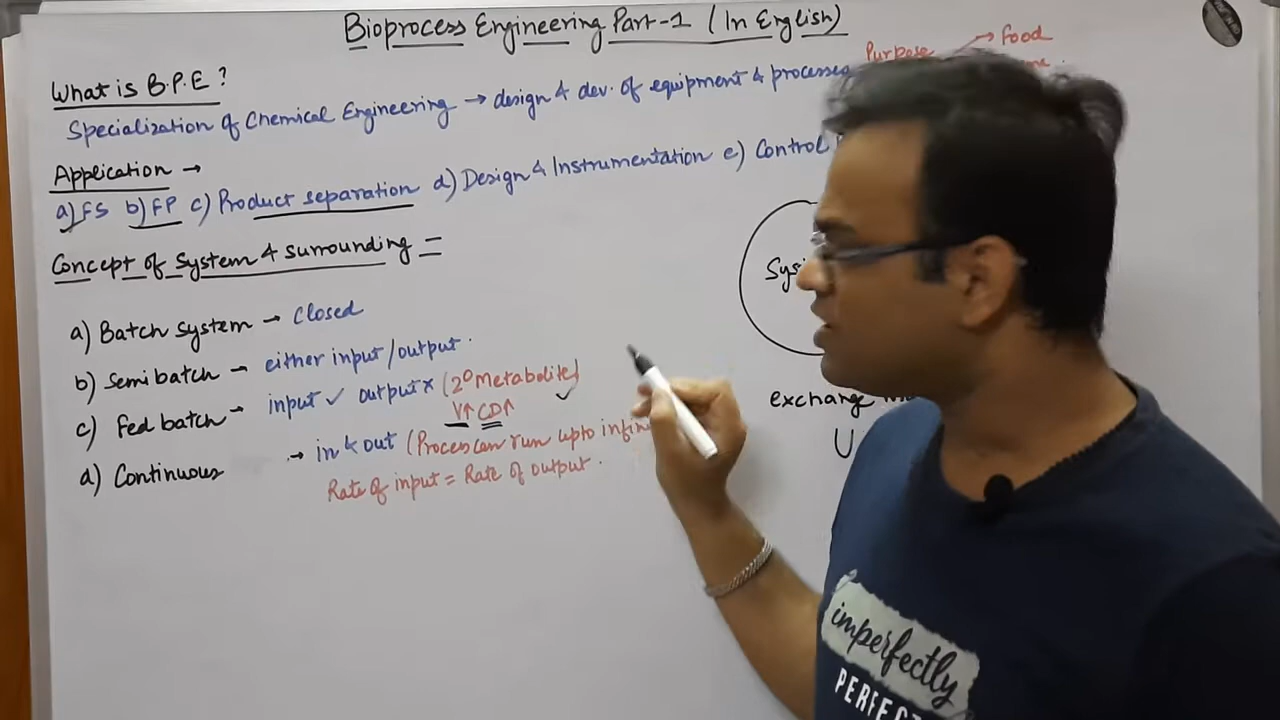 Bioprocess Engineering Part-1 (In English)
Purpose → Food
What is B.P.E ?
Specialization of Chemical Engineering → design & dev. of equipment & processes
Application →
a) FS b) FP c) Product separation d) Design & Instrumentation e) Control
Concept of System & surrounding =
a) Batch system → Closed
b) Semibatch → either input/output.
c) Fed batch → input ✓ output × (2° Metabolite)
V↑ CD↑ ✓
d) Continuous → in & out (Proces can run upto
Rate of input = Rate of output .
exchange
U
imperfectly